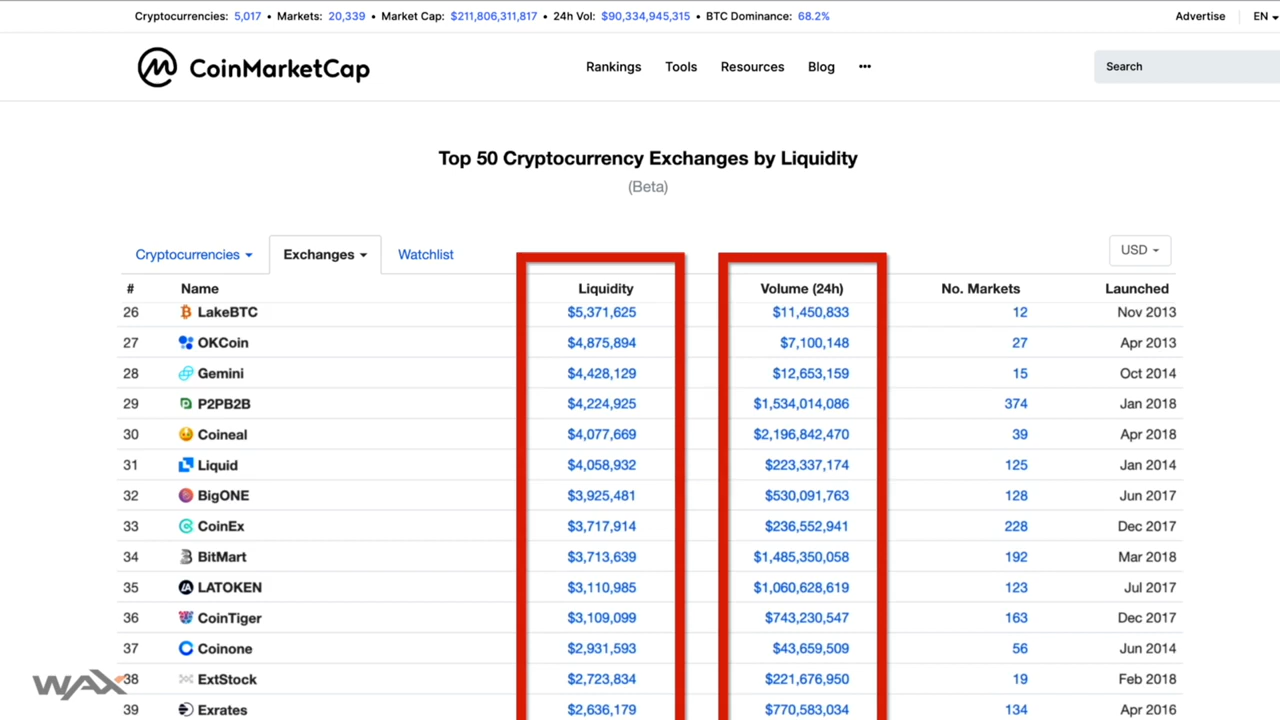 Cryptocurrencies: 5,017 • Markets: 20,339 • Market Cap: $211,806,311,817 • 24h Vol: $90,334,945,315 • BTC Dominance: 68.2% Advertise EN
CoinMarketCap Rankings Tools Resources Blog ••• Search
Top 50 Cryptocurrency Exchanges by Liquidity
(Beta)
Cryptocurrencies Exchanges Watchlist USD
# Name Liquidity Volume (24h) No. Markets Launched
26 LakeBTC $5,371,625 $11,450,833 12 Nov 2013
27 OKCoin $4,875,894 $7,100,148 27 Apr 2013
28 Gemini $4,428,129 $12,653,159 15 Oct 2014
29 P2PB2B $4,224,925 $1,534,014,086 374 Jan 2018
30 Coineal $4,077,669 $2,196,842,470 39 Apr 2018
31 Liquid $4,058,932 $223,337,174 125 Jan 2014
32 BigONE $3,925,481 $530,091,763 128 Jun 2017
33 CoinEx $3,717,914 $236,552,941 228 Dec 2017
34 BitMart $3,713,639 $1,485,350,058 192 Mar 2018
35 LATOKEN $3,110,985 $1,060,628,619 123 Jul 2017
36 CoinTiger $3,109,099 $743,230,547 163 Dec 2017
37 Coinone $2,931,593 $43,659,509 56 Jun 2014
WAX 38 ExtStock $2,723,834 $221,676,950 19 Feb 2018
39 Exrates $2,636,179 $770,583,034 134 Apr 2016